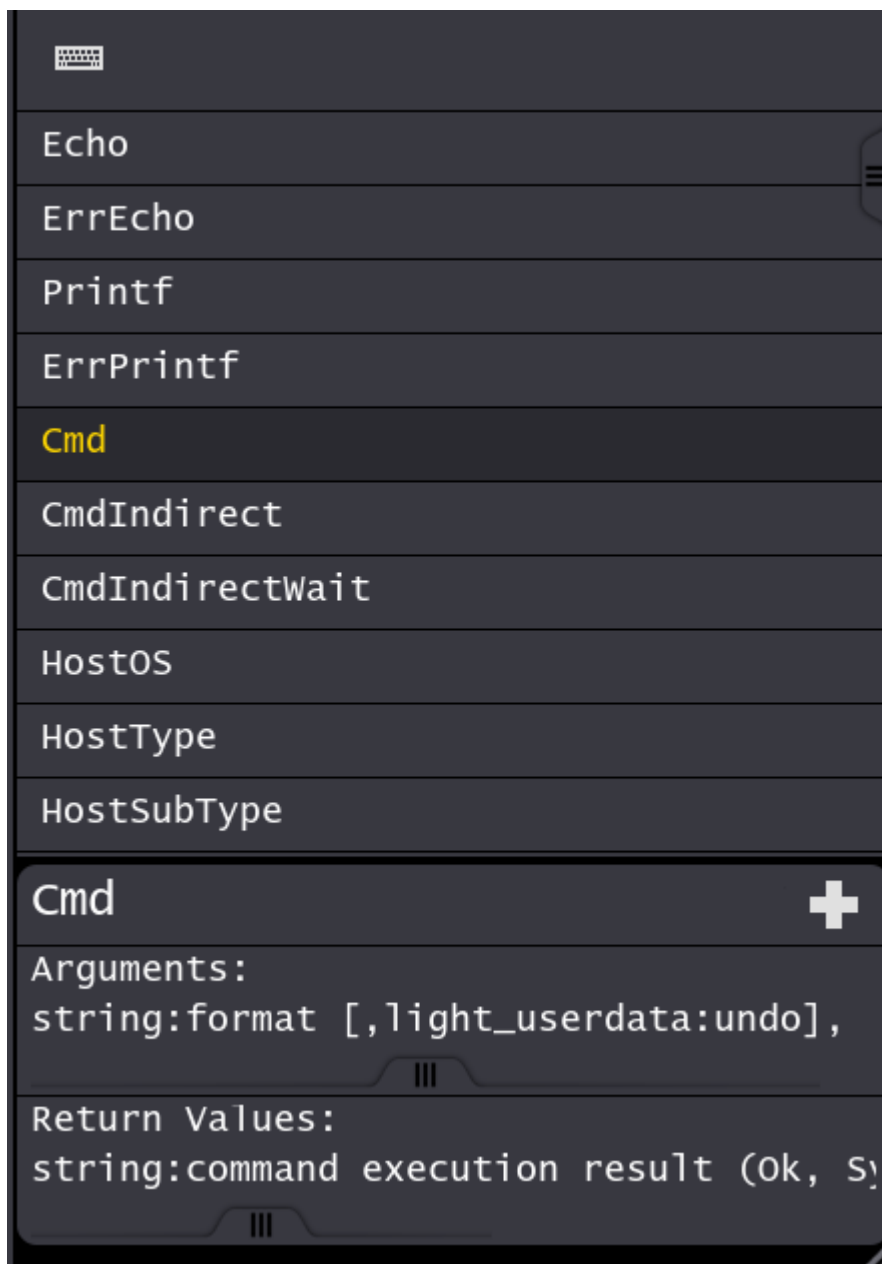 Echo
ErrEcho
Printf
ErrPrintf
Cmd
CmdIndirect
CmdIndirectWait
HostOS
HostType
HostSubType
Cmd
Arguments:
string:format [,light_userdata:undo],
Return Values:
string:command execution result (Ok,